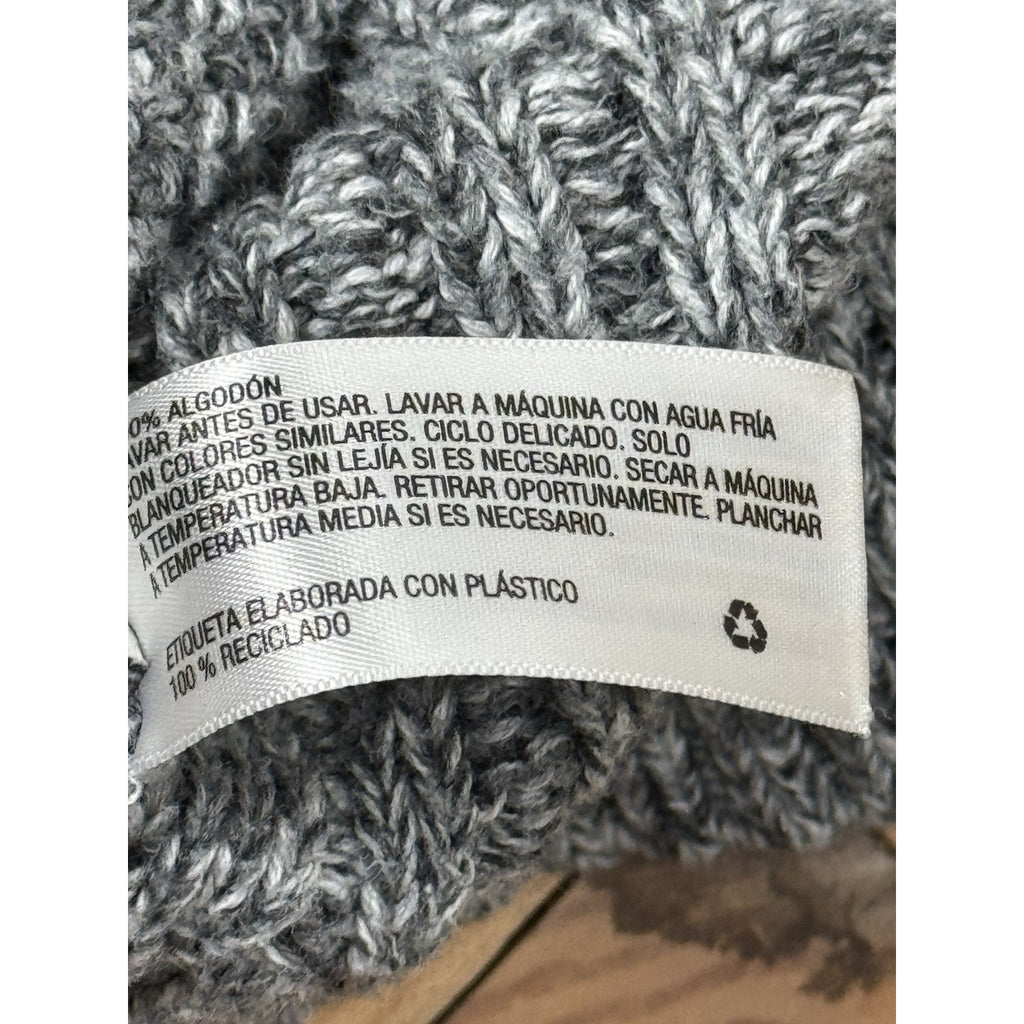 0% ALGODÓN
AVAR ANTES DE USAR. LAVAR A MÁQUINA CON AGUA FRÍA
CON COLORES SIMILARES. CICLO DELICADO. SOLO
BLANQUEADOR SIN LEJÍA SI ES NECESARIO. SECAR A MÁQUINA
A TEMPERATURA BAJA. RETIRAR OPORTUNAMENTE. PLANCHAR
A TEMPERATURA MEDIA SI ES NECESARIO.
ETIQUETA ELABORADA CON PLÁSTICO
100 % RECICLADO